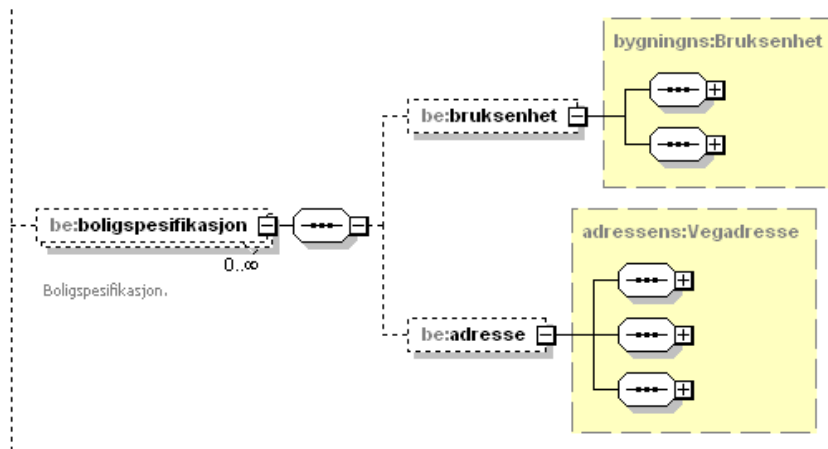 bygningns:Bruksenhet
be:bruksenhet
be:boligspesifikasjon
0..∞
Boligspesifikasjon.
adressens:Vegadresse
be:adresse